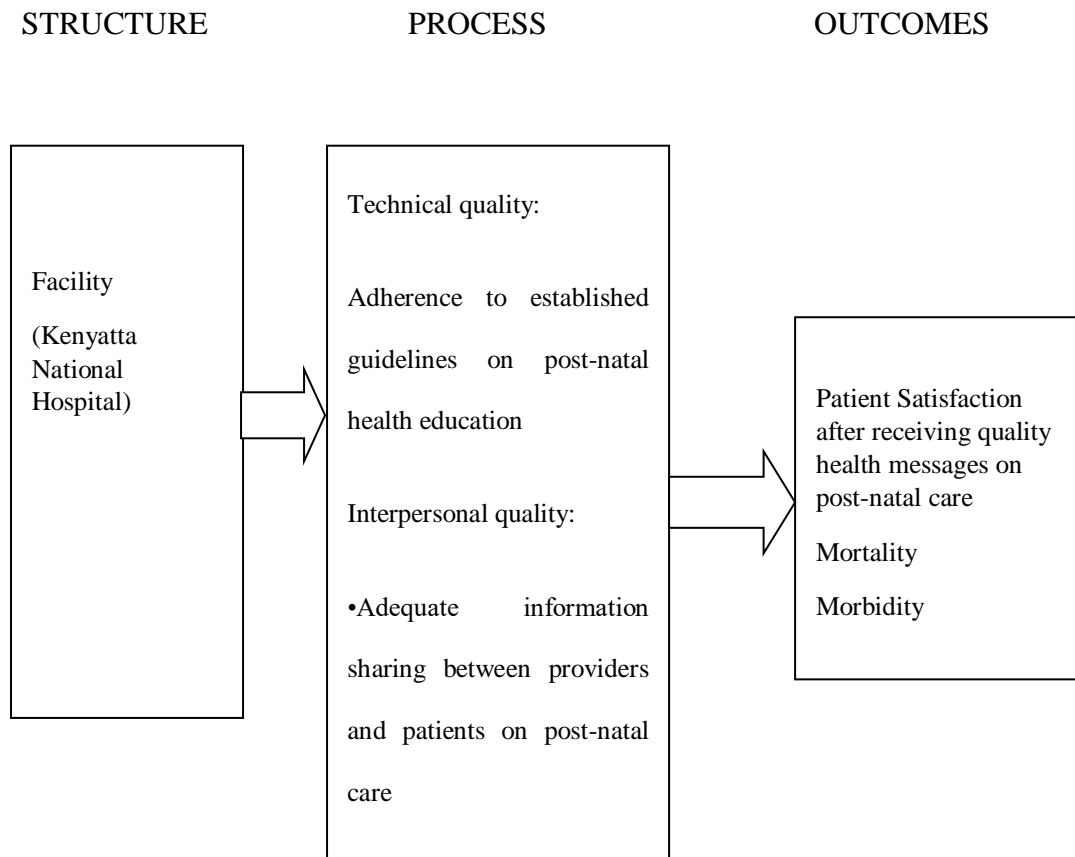 STRUCTURE
PROCESS
OUTCOMES
Facility
(Kenyatta
National
Hospital)
Technical quality:
Adherence to established
guidelines on post-natal
health education
Interpersonal quality:
•Adequate information
sharing between providers
and patients on post-natal
care
Patient Satisfaction
after receiving quality
health messages on
post-natal care
Mortality
Morbidity